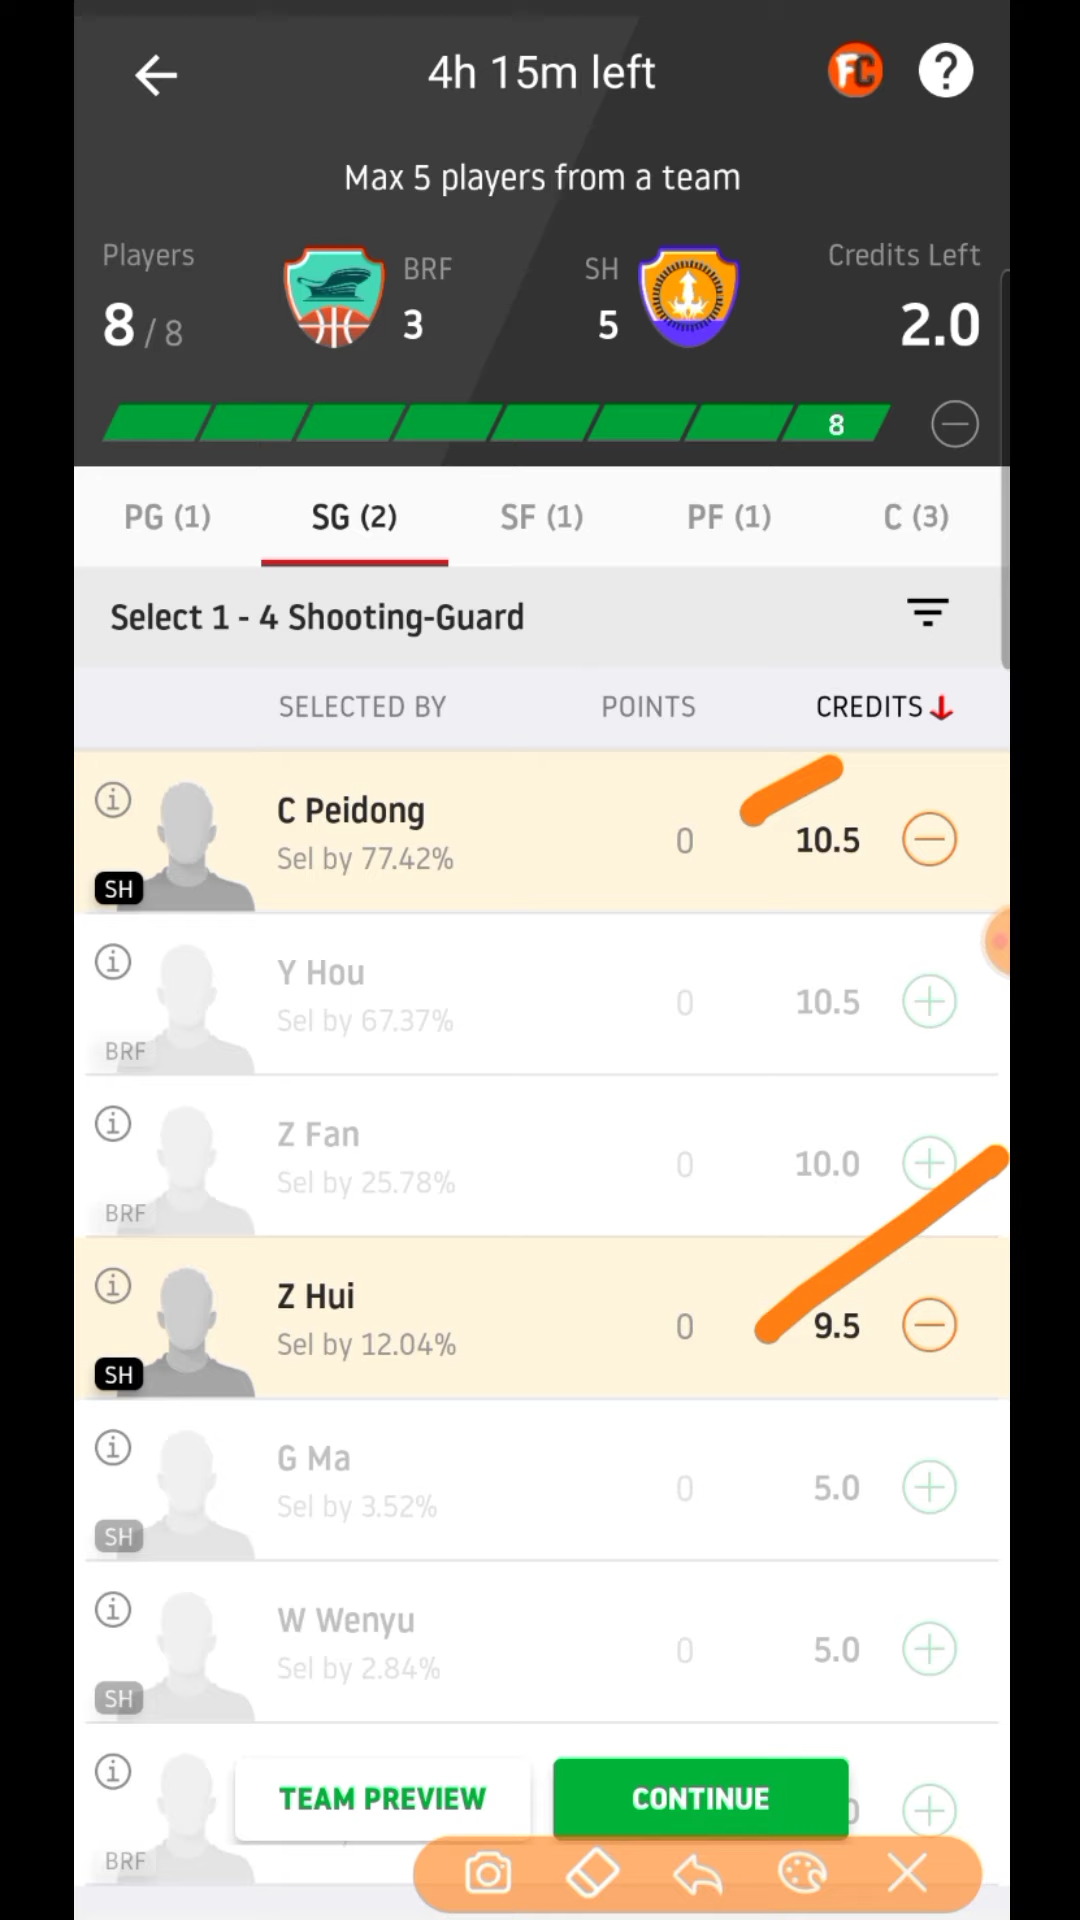 4h 15m left
FC
?
Max 5 players from a team
Players
BRF
SH
Credits Left
8 / 8
3
5
2.0
8
PG (1)
SG (2)
SF (1)
PF (1)
C (3)
Select 1 - 4 Shooting-Guard
SELECTED BY
POINTS
CREDITS
C Peidong
Sel by 77.42%
0
10.5
SH
Y Hou
Sel by 67.37%
0
10.5
BRF
Z Fan
Sel by 25.78%
0
10.0
BRF
Z Hui
Sel by 12.04%
0
9.5
SH
G Ma
Sel by 3.52%
0
5.0
SH
W Wenyu
Sel by 2.84%
0
5.0
SH
TEAM PREVIEW
CONTINUE
BRF